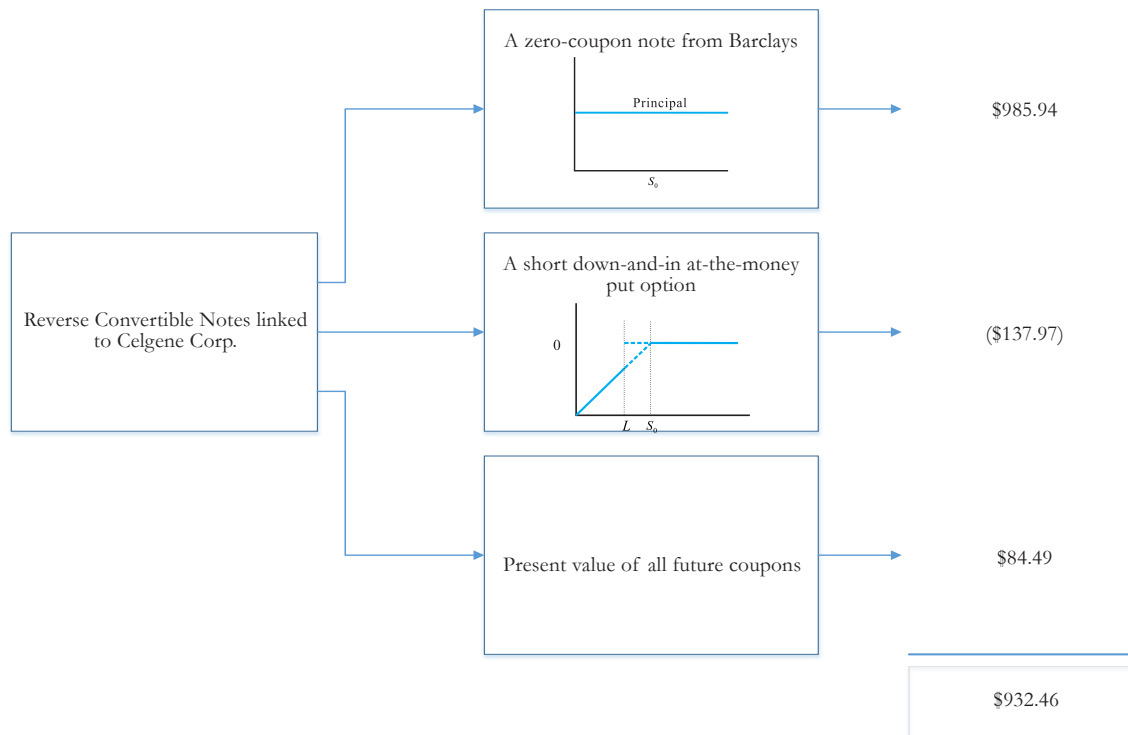 A zero-coupon note from Barclays
Principal
S₀
$985.94
Reverse Convertible Notes linked
to Celgene Corp.
A short down-and-in at-the-money
put option
0
L S₀
($137.97)
Present value of all future coupons
$84.49
$932.46